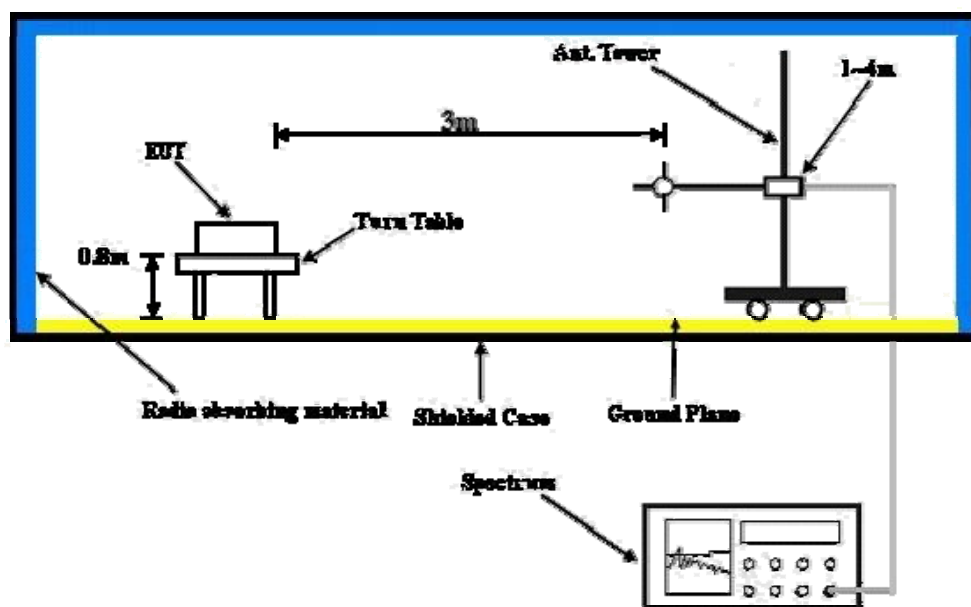 Ant. Tower
1~4m
3m
EUT
Turn Table
0.8m
Radio absorbing material
Shielded Case
Ground Plane
Spectrum